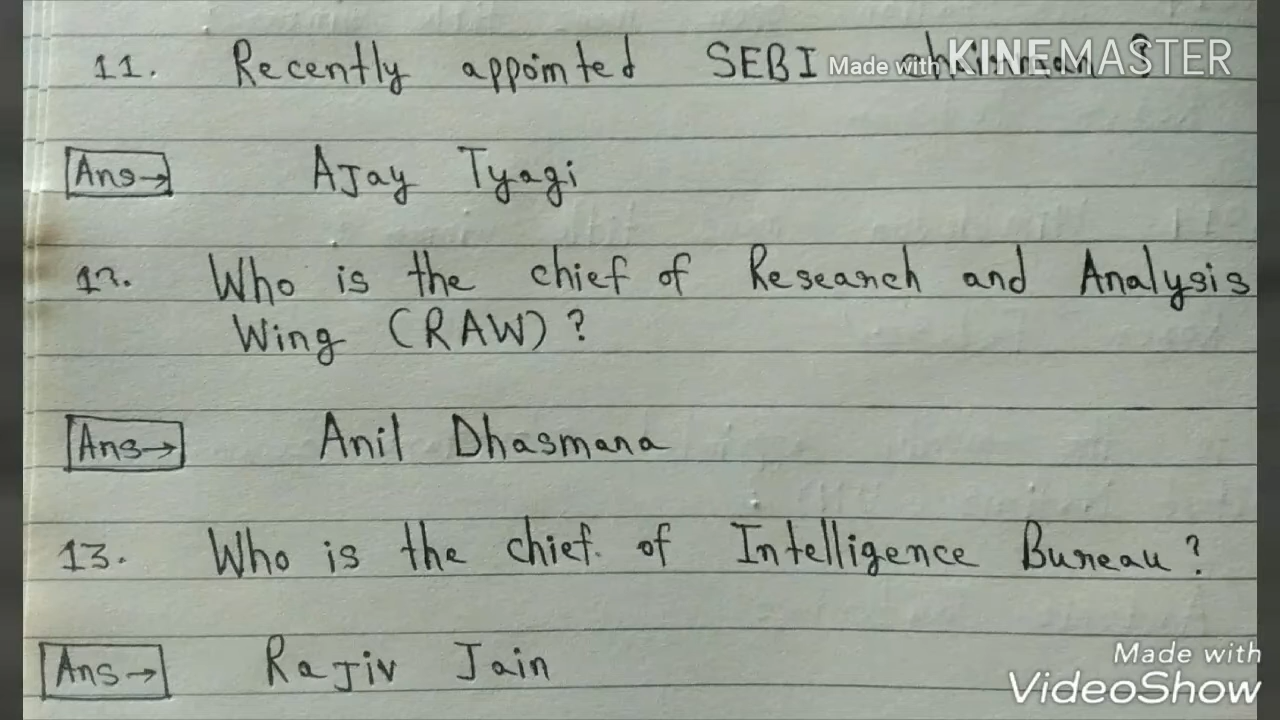 11. Recently appointed SEBI chairman ?
Made with KINEMASTER
Ans→ Ajay Tyagi
12. Who is the chief of Research and Analysis
Wing (RAW) ?
Ans→ Anil Dhasmana
13. Who is the chief of Intelligence Bureau ?
Ans→ Rajiv Jain
Made with
VideoShow